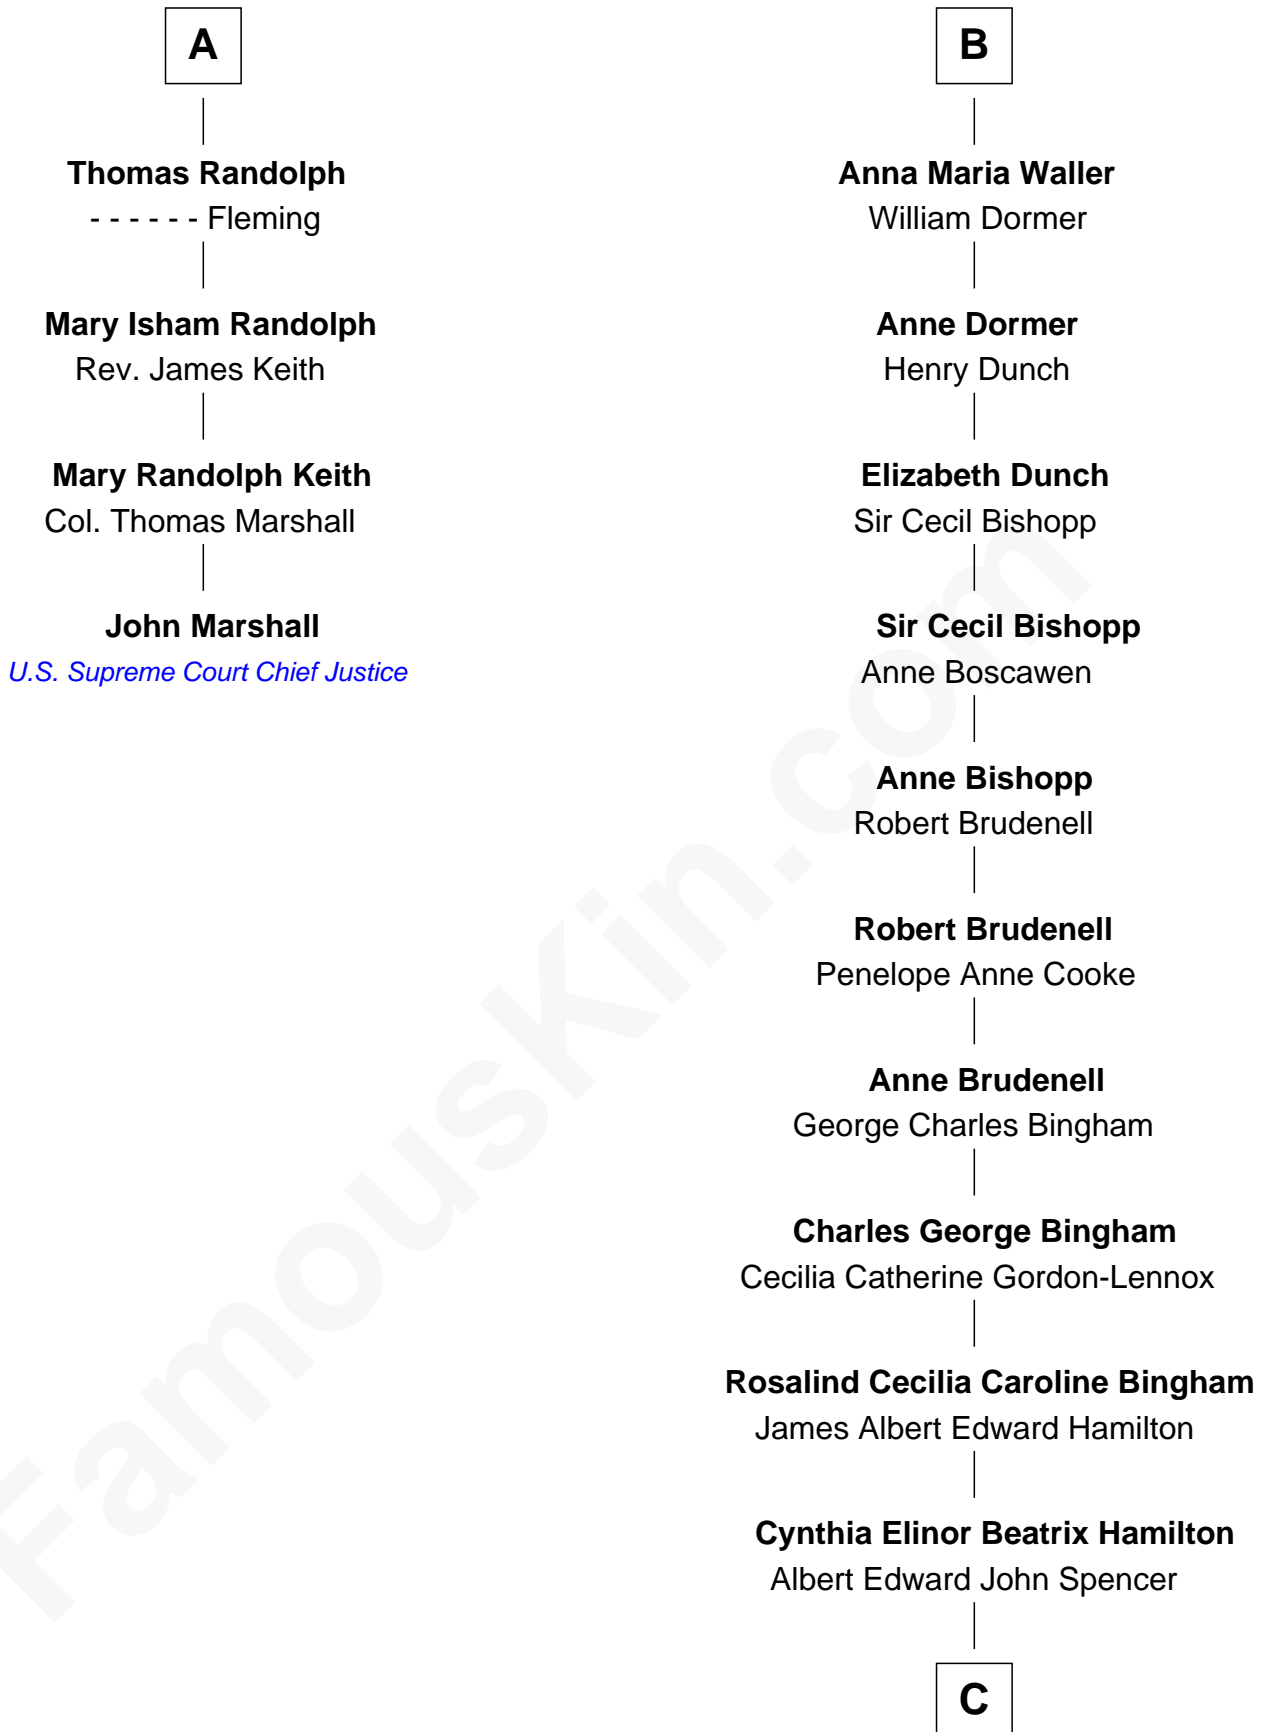 A
Thomas Randolph
- - - - - - Fleming
Mary Isham Randolph
Rev. James Keith
Mary Randolph Keith
Col. Thomas Marshall
John Marshall
U.S. Supreme Court Chief Justice
B
Anna Maria Waller
William Dormer
Anne Dormer
Henry Dunch
Elizabeth Dunch
Sir Cecil Bishopp
Sir Cecil Bishopp
Anne Boscawen
Anne Bishopp
Robert Brudenell
Robert Brudenell
Penelope Anne Cooke
Anne Brudenell
George Charles Bingham
Charles George Bingham
Cecilia Catherine Gordon-Lennox
Rosalind Cecilia Caroline Bingham
James Albert Edward Hamilton
Cynthia Elinor Beatrix Hamilton
Albert Edward John Spencer
C
FamousKin.com